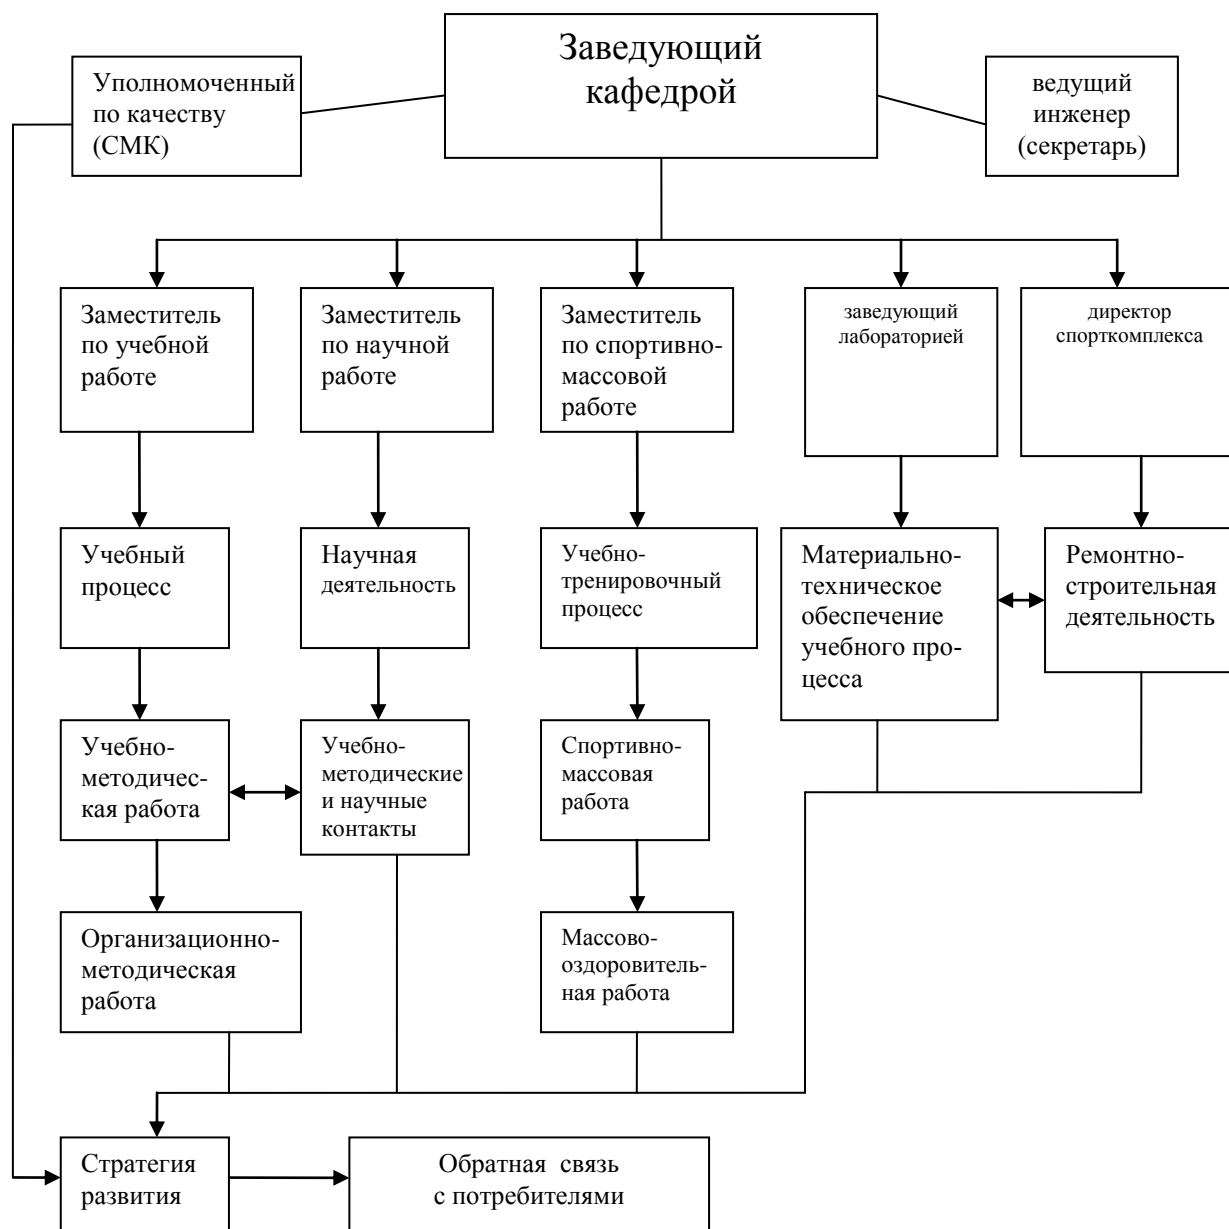 Заведующий
кафедрой
Уполномоченный
по качеству
(СМК)
ведущий
инженер
(секретарь)
Заместитель
по учебной
работе
Заместитель
по научной
работе
Заместитель
по спортивно-
массовой
работе
заведующий
лабораторией
директор
спорткомплекса
Учебный
процесс
Научная
деятельность
Учебно-
тренировочный
процесс
Материально-
техническое
обеспечение
учебного про-
цесса
Ремонтно-
строительная
деятельность
Учебно-
методичес-
кая работа
Учебно-
методические
и научные
контакты
Спортивно-
массовая
работа
Организационно-
методическая
работа
Массово-
оздоровитель-
ная работа
Стратегия
развития
Обратная связь
с потребителями